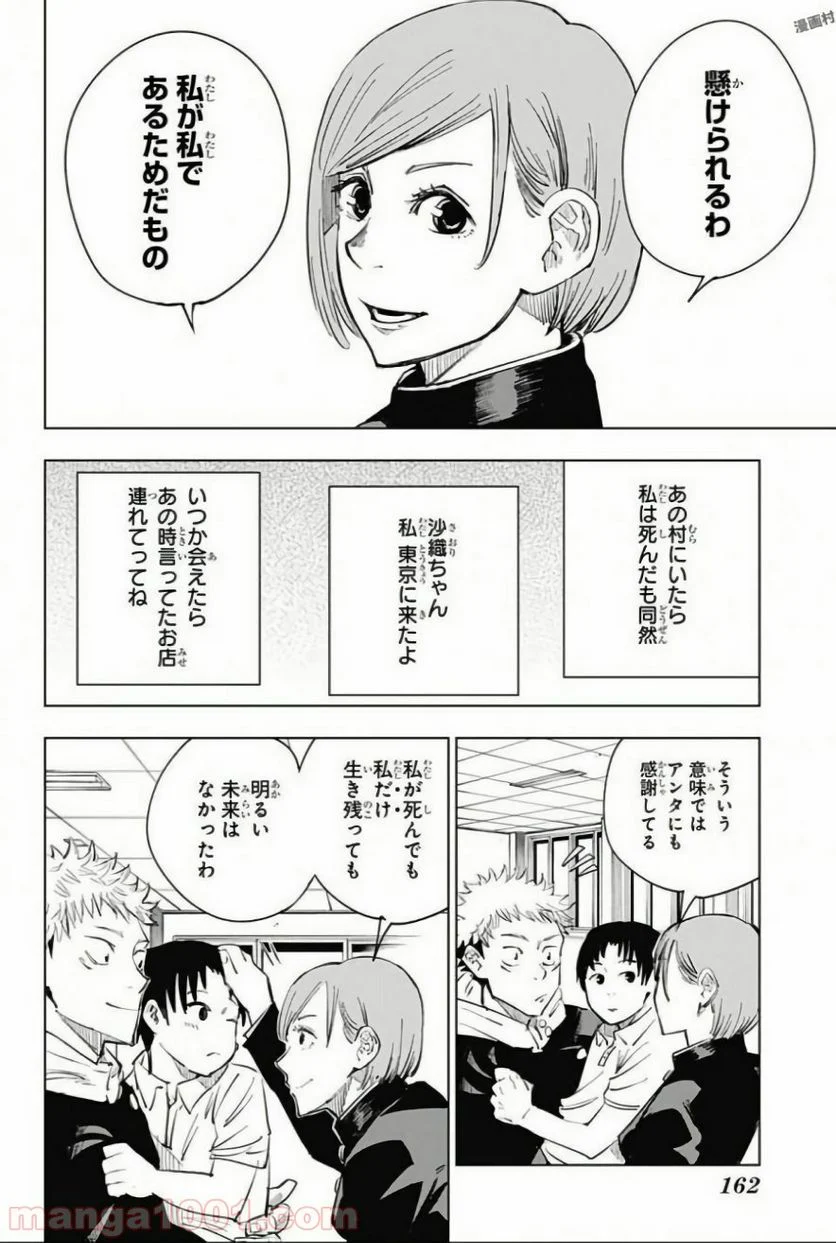 漫画村
懸けられるわ
私が私で
あるためだもの
あの村にいたら
私は死んだも同然
沙織ちゃん
私 東京に来たよ
いつか会えたら
あの時言ってたお店
連れてってね
そういう
意味では
アンタにも
感謝してる
私が死んでも
私だけ
生き残っても
明るい
未来は
なかったわ
162
manga1001.com